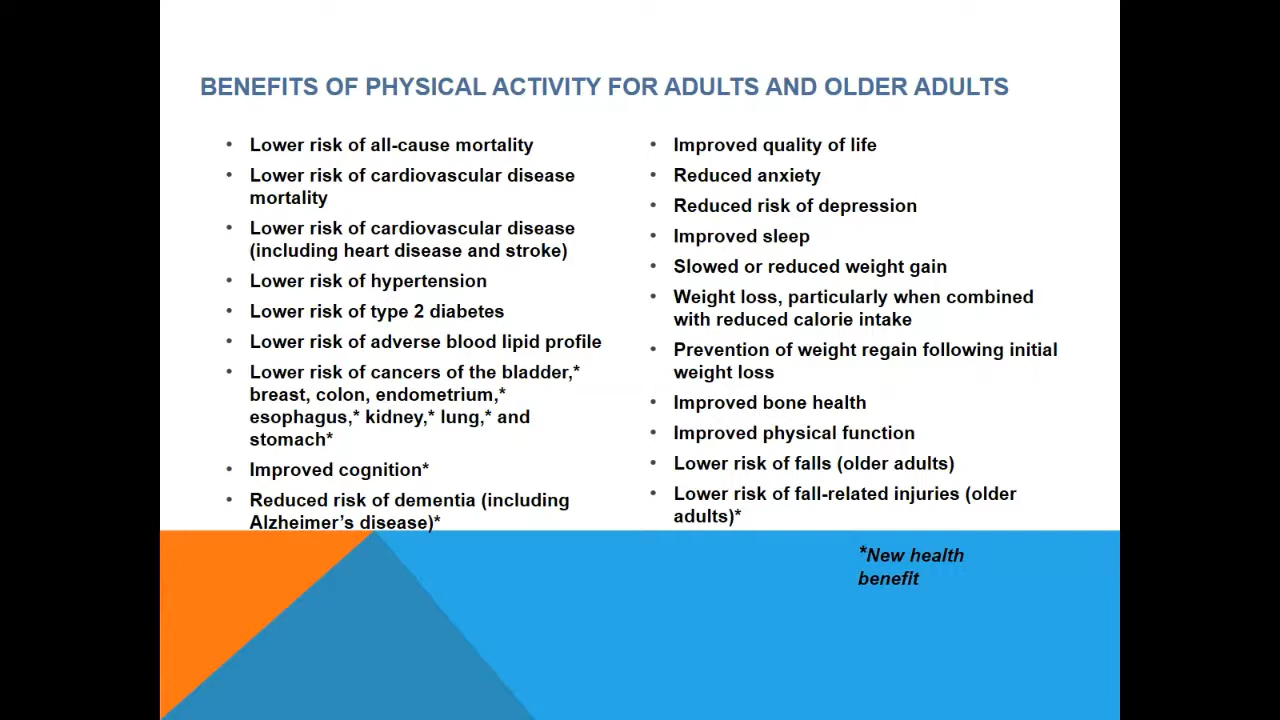 BENEFITS OF PHYSICAL ACTIVITY FOR ADULTS AND OLDER ADULTS
• Lower risk of all-cause mortality
• Lower risk of cardiovascular disease
mortality
• Lower risk of cardiovascular disease
(including heart disease and stroke)
• Lower risk of hypertension
• Lower risk of type 2 diabetes
• Lower risk of adverse blood lipid profile
• Lower risk of cancers of the bladder,*
breast, colon, endometrium,*
esophagus,* kidney,* lung,* and
stomach*
• Improved cognition*
• Reduced risk of dementia (including
Alzheimer’s disease)*
• Improved quality of life
• Reduced anxiety
• Reduced risk of depression
• Improved sleep
• Slowed or reduced weight gain
• Weight loss, particularly when combined
with reduced calorie intake
• Prevention of weight regain following initial
weight loss
• Improved bone health
• Improved physical function
• Lower risk of falls (older adults)
• Lower risk of fall-related injuries (older
adults)*
*New health
benefit